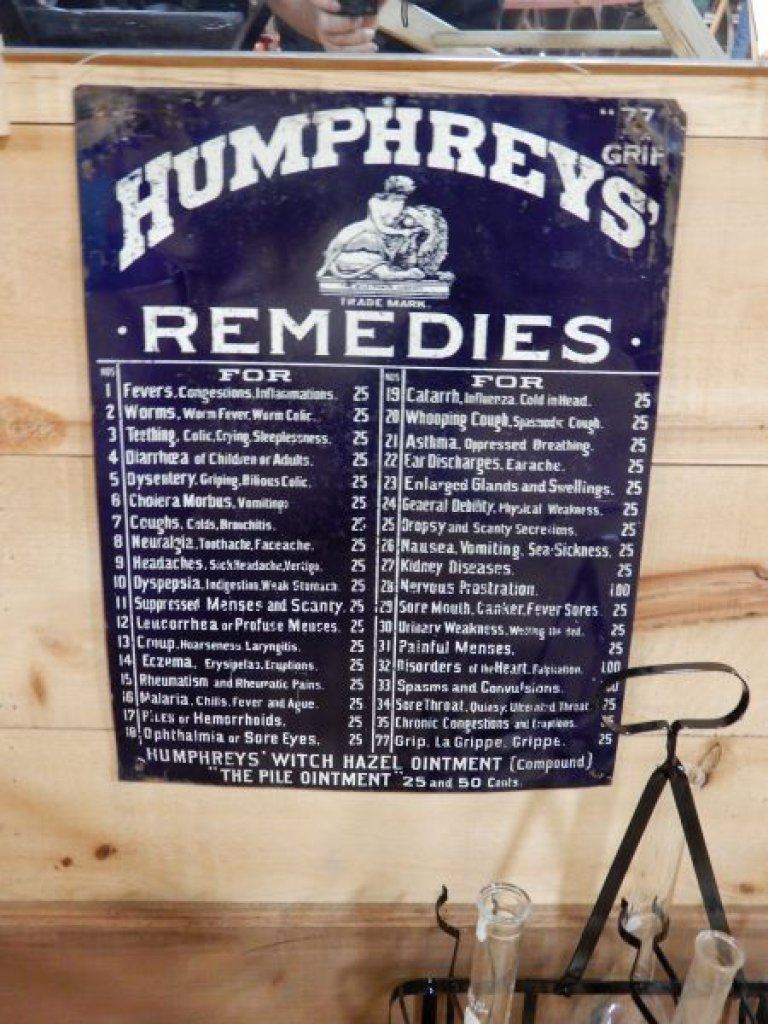 "77
GRIP
HUMPHREYS'
TRADE MARK.
· REMEDIES ·
NOS FOR
1 Fevers, Congestions, Inflammations. 25
2 Worms, Worm Fever, Worm Colic. 25
3 Teething, Colic, Crying, Sleeplessness. 25
4 Diarrhœa of Children or Adults. 25
5 Dysentery, Griping, Bilious Colic. 25
6 Cholera Morbus, Vomiting. 25
7 Coughs, Colds, Bronchitis. 25
8 Neuralgia, Toothache, Faceache. 25
9 Headaches, Sick Headache, Vertigo. 25
10 Dyspepsia, Indigestion, Weak Stomach. 25
11 Suppressed Menses and Scanty. 25
12 Leucorrhea or Profuse Menses. 25
13 Croup, Hoarseness Laryngitis. 25
14 Eczema, Erysipelas, Eruptions. 25
15 Rheumatism and Rheumatic Pains. 25
16 Malaria, Chills, Fever and Ague. 25
17 Piles or Hemorrhoids. 25
18 Ophthalmia or Sore Eyes. 25
NOS FOR
19 Catarrh, Influenza, Cold in Head. 25
20 Whooping Cough, Spasmodic Cough. 25
21 Asthma, Oppressed Breathing. 25
22 Ear Discharges, Earache. 25
23 Enlarged Glands and Swellings. 25
24 General Debility, Physical Weakness. 25
25 Dropsy and Scanty Secretions. 25
26 Nausea, Vomiting, Sea-Sickness. 25
27 Kidney Diseases. 25
28 Nervous Prostration. 1.00
29 Sore Mouth, Canker, Fever Sores 25
30 Urinary Weakness, Wetting the Bed. 25
31 Painful Menses. 25
32 Disorders of the Heart, Palpitation. 1.00
33 Spasms and Convulsions.
34 Sore Throat, Quinsy, Ulcerated Throat 25
35 Chronic Congestions and Eruptions. 25
77 Grip, La Grippe, Grippe. 25
HUMPHREYS' WITCH HAZEL OINTMENT (Compound)
"THE PILE OINTMENT" 25 and 50 Cents.